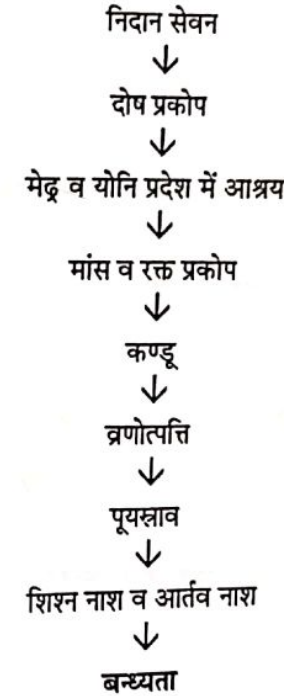 निदान सेवन
↓
दोष प्रकोप
↓
मेढ्र व योनि प्रदेश में आश्रय
↓
मांस व रक्त प्रकोप
↓
कण्डू
↓
व्रणोत्पत्ति
↓
पूयस्राव
↓
शिश्न नाश व आर्तव नाश
↓
बन्ध्यता